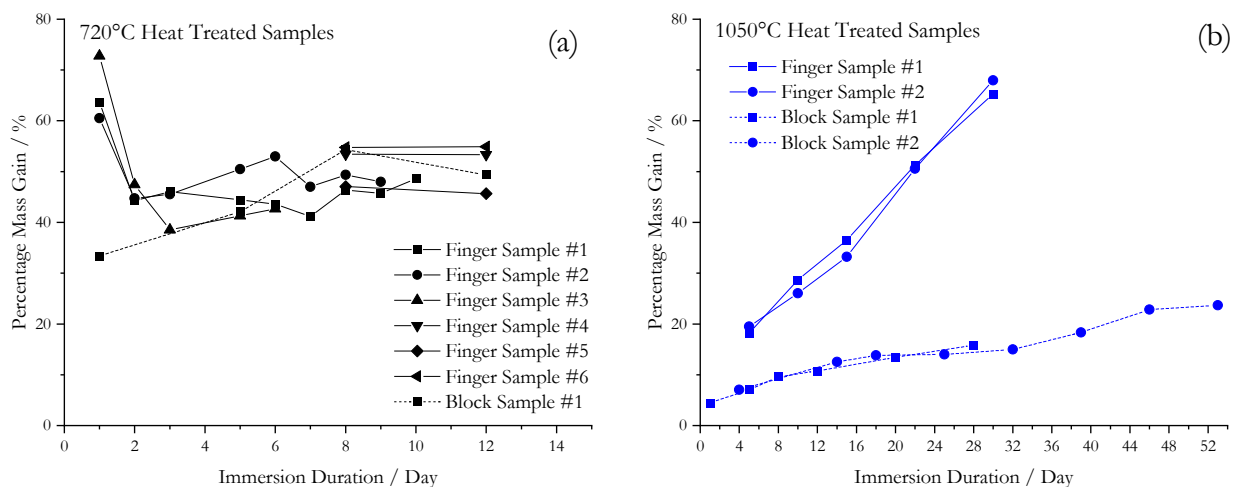 720°C Heat Treated Samples
(a)
80
60
40
20
0
Percentage Mass Gain / %
Finger Sample #1
Finger Sample #2
Finger Sample #3
Finger Sample #4
Finger Sample #5
Finger Sample #6
Block Sample #1
0 2 4 6 8 10 12 14
Immersion Duration / Day
1050°C Heat Treated Samples
(b)
Finger Sample #1
Finger Sample #2
Block Sample #1
Block Sample #2
80
60
40
20
0
Percentage Mass Gain / %
0 4 8 12 16 20 24 28 32 36 40 44 48 52
Immersion Duration / Day